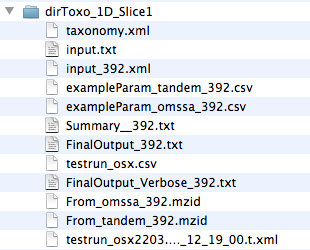 dirToxo_1D_Slice1
taxonomy.xml
input.txt
input_392.xml
exampleParam_tandem_392.csv
exampleParam_omssa_392.csv
Summary__392.txt
FinalOutput_392.txt
testrun_osx.csv
FinalOutput_Verbose_392.txt
From_omssa_392.mzid
From_tandem_392.mzid
testrun_osx2203...._12_19_00.t.xml